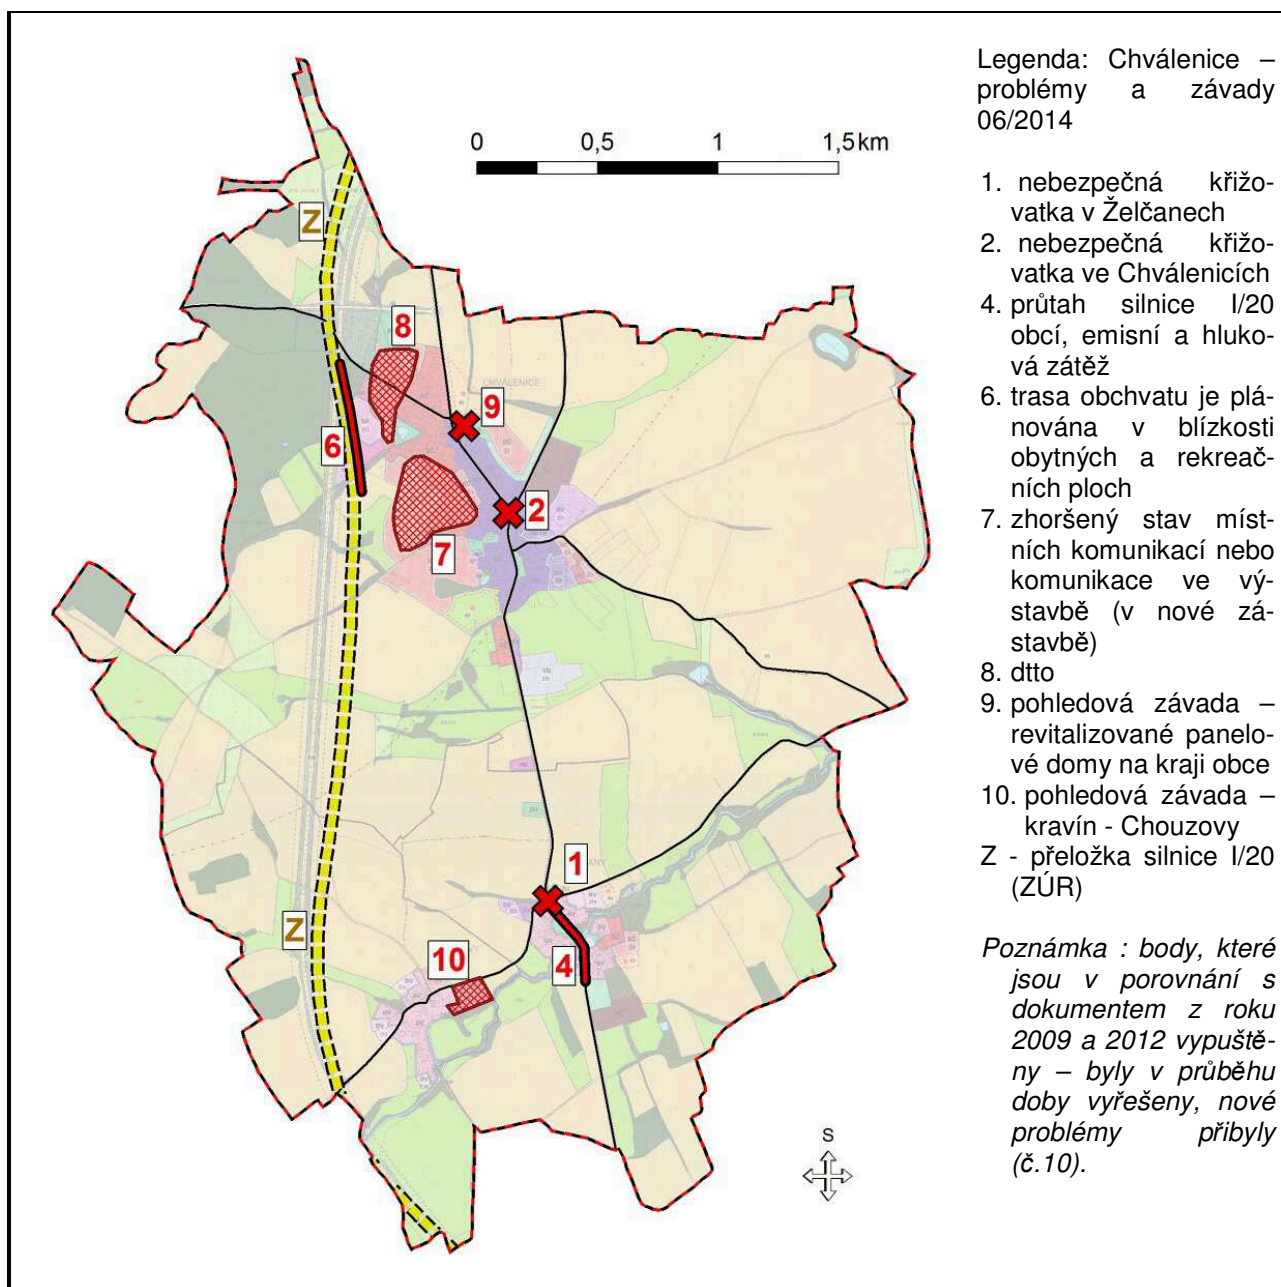 Legenda: Chválenice –
problémy a závady
06/2014
0 0,5 1 1,5 km
1. nebezpečná křižo-
vatka v Želčanech
2. nebezpečná křižo-
vatka ve Chválenicích
4. průtah silnice I/20
obcí, emisní a hluko-
vá zátěž
6. trasa obchvatu je plá-
nována v blízkosti
obytných a rekreač-
ních ploch
7. zhoršený stav míst-
ních komunikací nebo
komunikace ve vý-
stavbě (v nové zá-
stavbě)
8. dtto
9. pohledová závada –
revitalizované panelo-
vé domy na kraji obce
10. pohledová závada –
kravín - Chouzovy
Z - přeložka silnice I/20
(ZÚR)
Poznámka : body, které
jsou v porovnání s
dokumentem z roku
2009 a 2012 vypuště-
ny – byly v průběhu
doby vyřešeny, nové
problémy přibyly
(č.10).
Z
8
CHVÁLENICE
9
6
2
7
1
Z
10
4
S